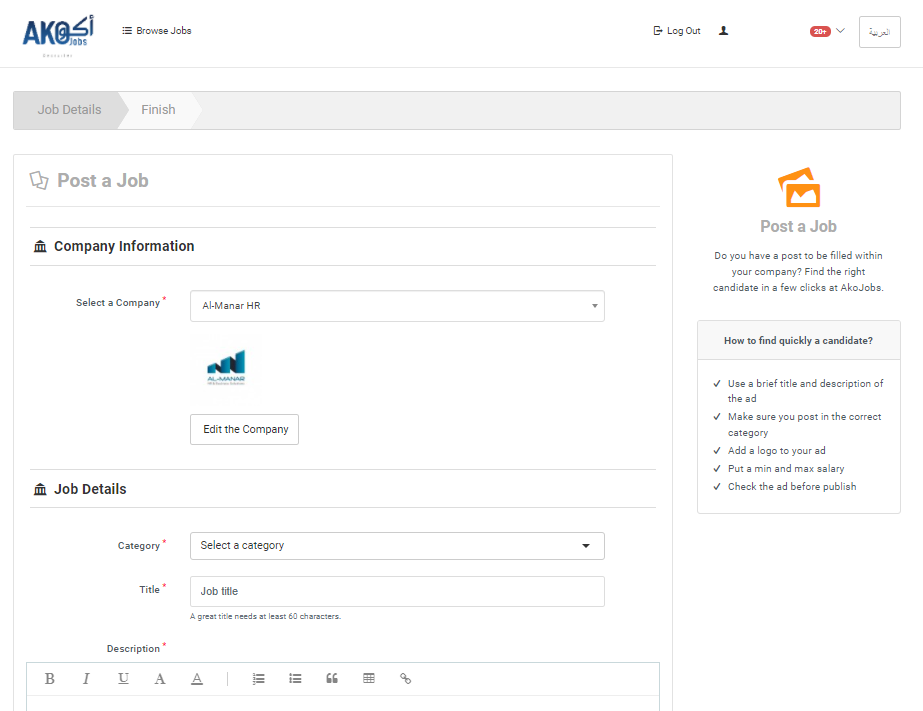 AKO أكو Jobs
Browse Jobs
Log Out
20+
العربية
Job Details
Finish
Post a Job
Company Information
Select a Company *
Al-Manar HR
AL-MANAR
Edit the Company
Job Details
Category *
Select a category
Title *
Job title
A great title needs at least 60 characters.
Description *
B I U A A
Post a Job
Do you have a post to be filled within
your company? Find the right
candidate in a few clicks at AkoJobs.
How to find quickly a candidate?
✓ Use a brief title and description of
the ad
✓ Make sure you post in the correct
category
✓ Add a logo to your ad
✓ Put a min and max salary
✓ Check the ad before publish